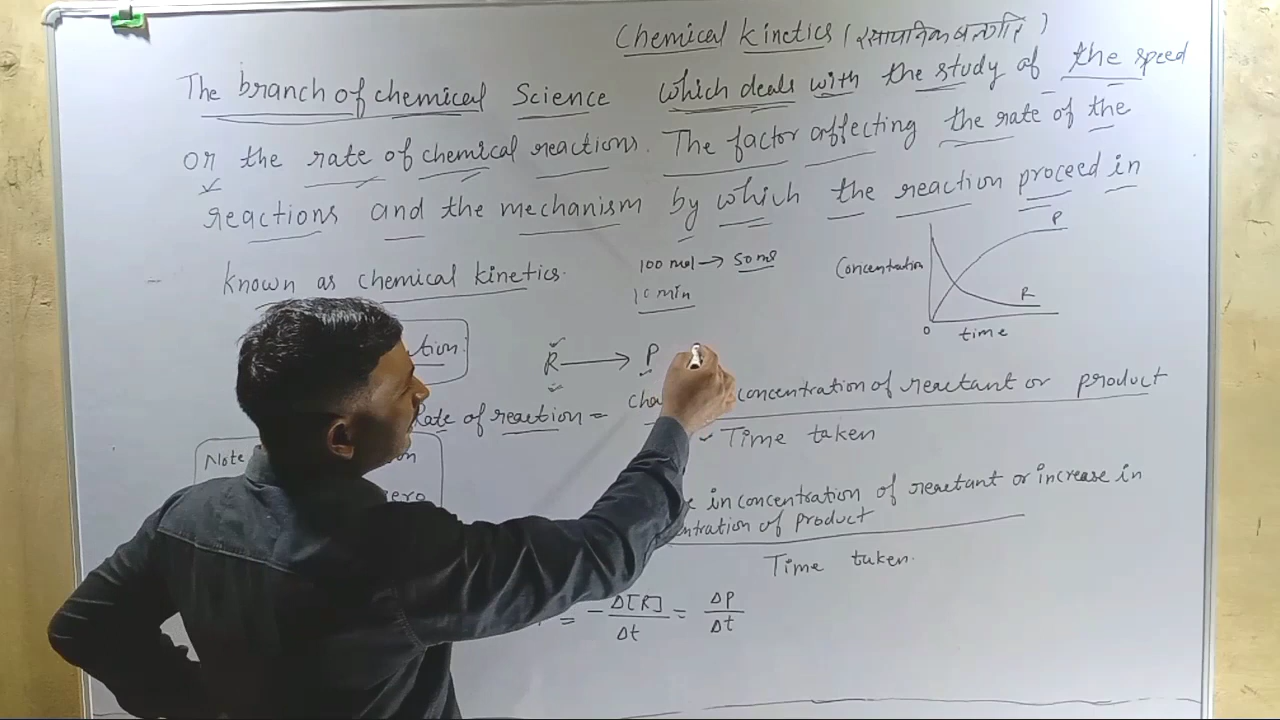 Chemical kinetics (रसायनिक बलगति)
The branch of chemical Science which deals with the study of the speed
or the rate of chemical reactions. The factor affecting the rate of the
reactions and the mechanism by which the reaction proceed in
known as chemical kinetics.
100 mol → 50 mol
10 min
Concentration
P
R
0
time
tion.
R → P
Rate of reaction = concentration of reactant or product
Time taken
Note
zero
in concentration of reactant or increase in
of product
Time taken.
= -Δ[R]/Δt = ΔP/Δt